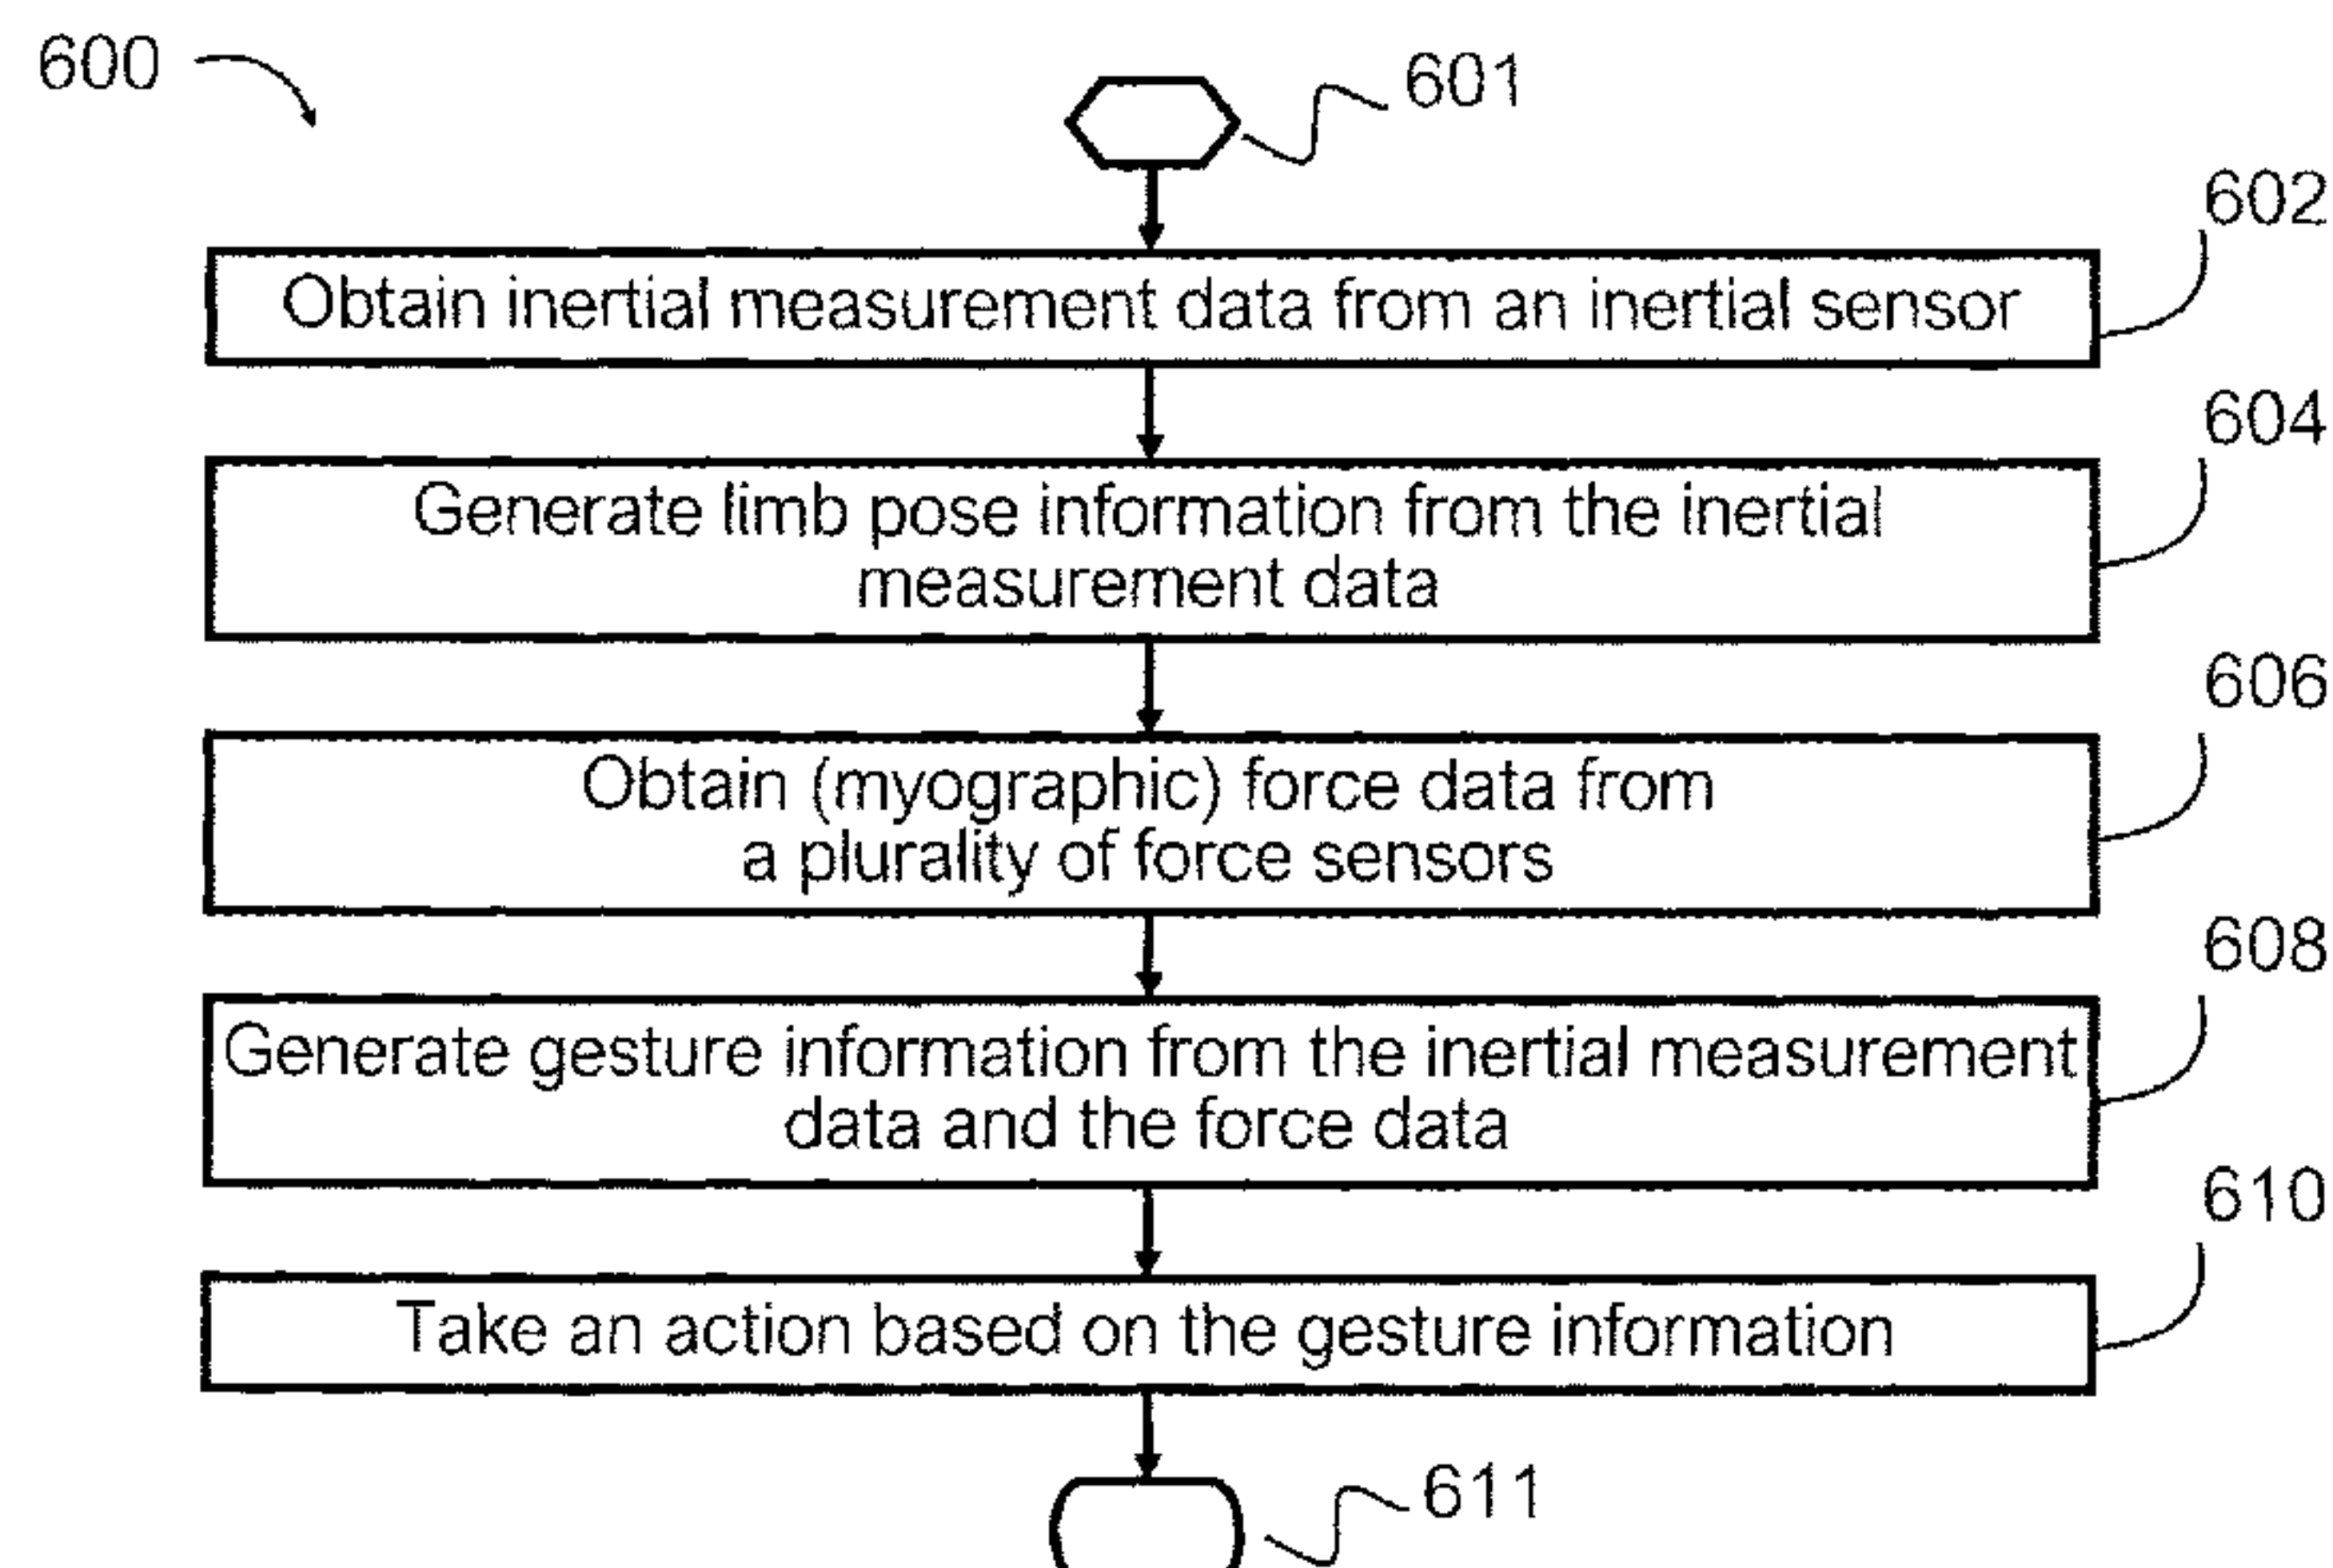 600
601
602
Obtain inertial measurement data from an inertial sensor
604
Generate limb pose information from the inertial
measurement data
606
Obtain (myographic) force data from
a plurality of force sensors
608
Generate gesture information from the inertial measurement
data and the force data
610
Take an action based on the gesture information
611